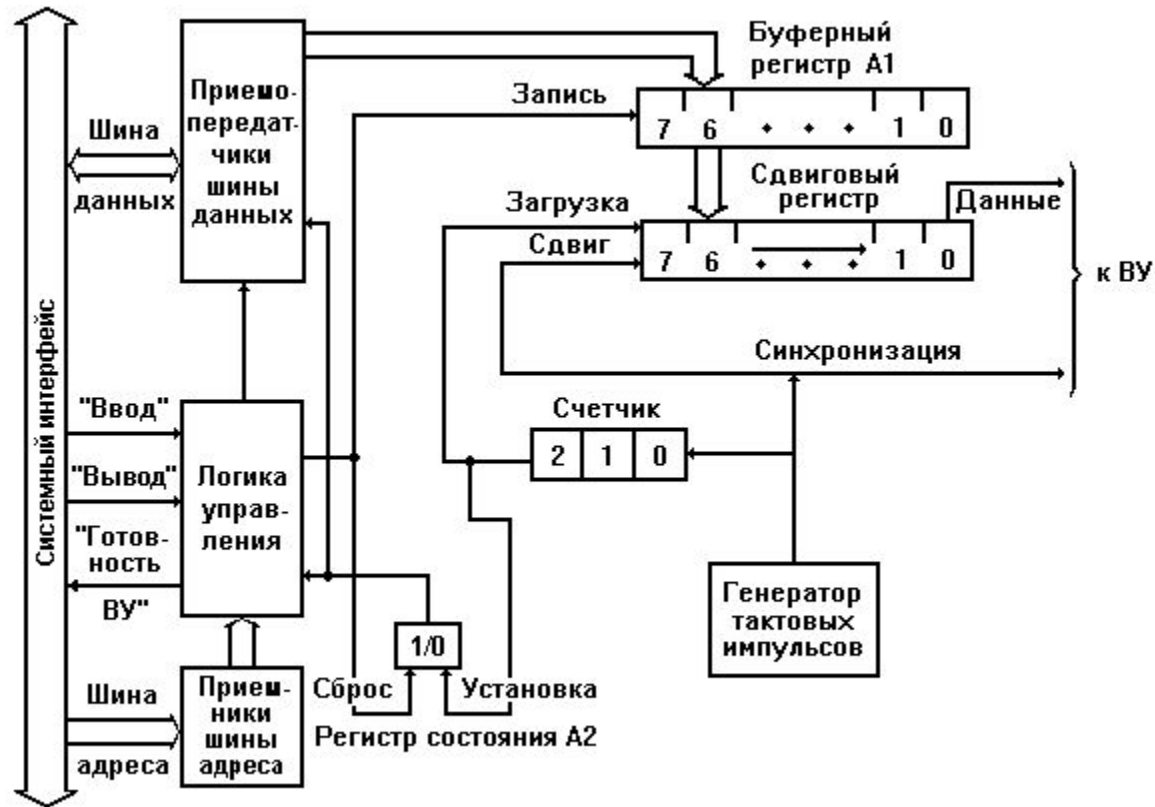 Системный интерфейс
Шина
данных
Приемо-
передат-
чики
шины
данных
Буферный
регистр А1
Запись
7 6 • • • 1 0
Загрузка
Сдвиг
Сдвиговый
регистр
7 6 • • • 1 0
Данные
к ВУ
Синхронизация
Счетчик
2 1 0
"Ввод"
"Вывод"
"Готов-
ность
ВУ"
Логика
управ-
ления
Генератор
тактовых
импульсов
1/0
Сброс
Установка
Регистр состояния А2
Шина
адреса
Прием-
ники
шины
адреса